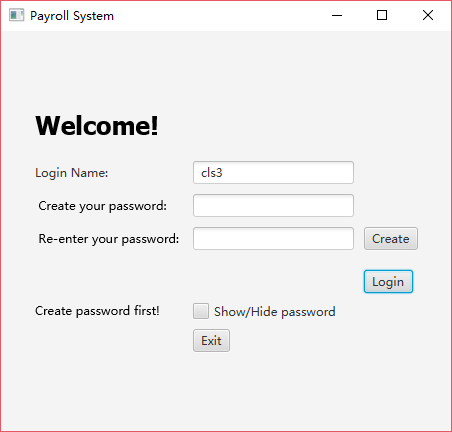 Payroll System
Welcome!
Login Name: cls3
Create your password:
Re-enter your password: Create
Login
Create password first! Show/Hide password
Exit